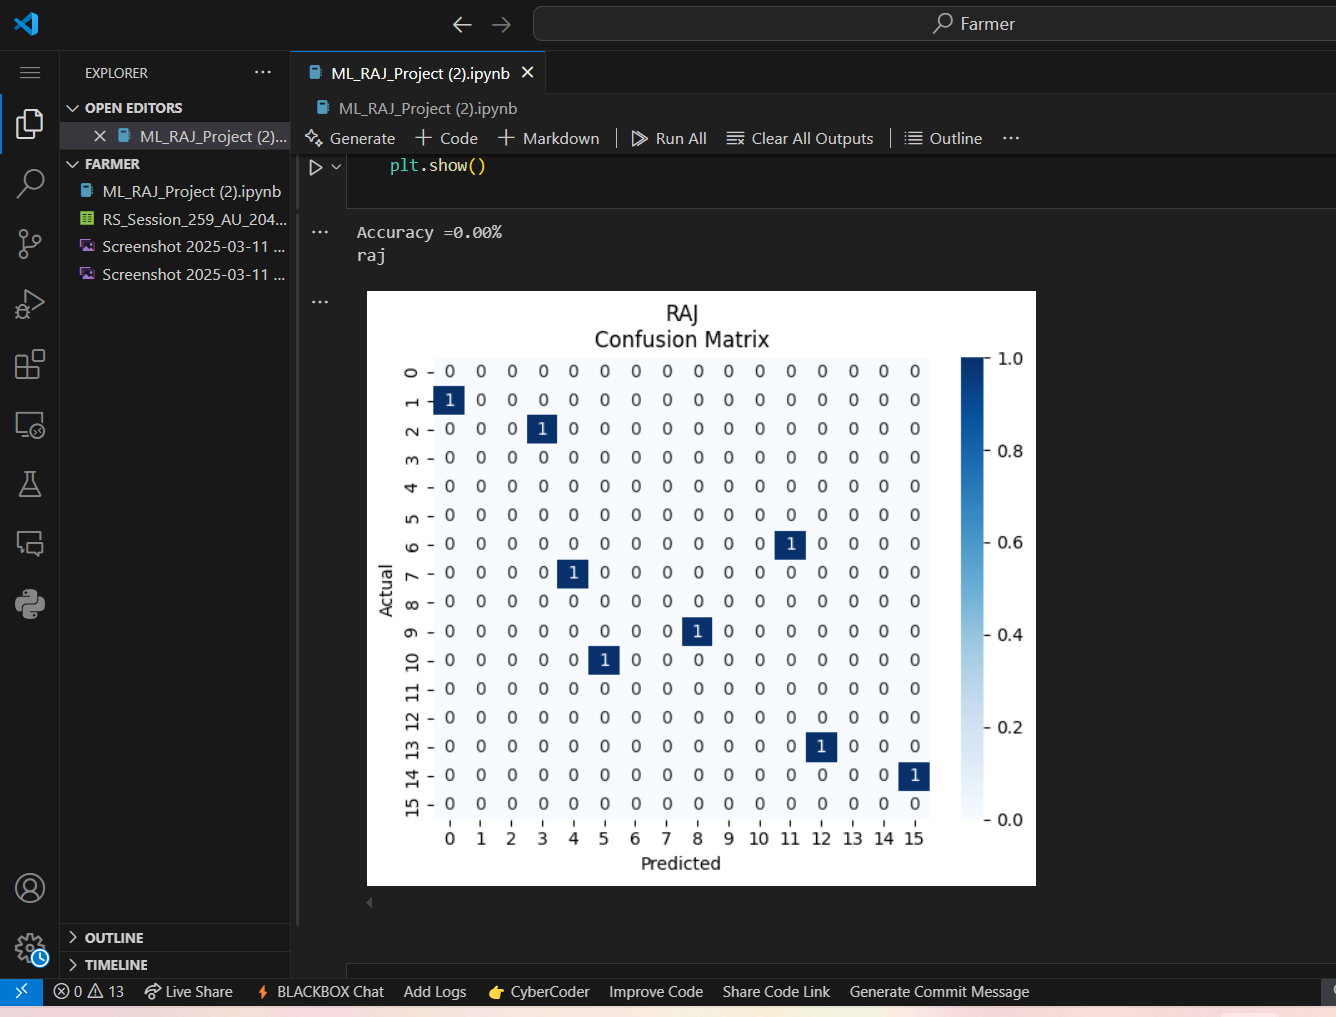 Farmer
EXPLORER ...
OPEN EDITORS
ML_RAJ_Project (2)...
FARMER
ML_RAJ_Project (2).ipynb
RS_Session_259_AU_204...
Screenshot 2025-03-11 ...
Screenshot 2025-03-11 ...
OUTLINE
TIMELINE
ML_RAJ_Project (2).ipynb
ML_RAJ_Project (2).ipynb
Generate + Code + Markdown Run All Clear All Outputs Outline ...
plt.show()
Accuracy =0.00%
raj
RAJ
Confusion Matrix
0 0 0 0 0 0 0 0 0 0 0 0 0 0 0 0 0
1 1 0 0 0 0 0 0 0 0 0 0 0 0 0 0 0
2 0 0 0 1 0 0 0 0 0 0 0 0 0 0 0 0
3 0 0 0 0 0 0 0 0 0 0 0 0 0 0 0 0
4 0 0 0 0 0 0 0 0 0 0 0 0 0 0 0 0
5 0 0 0 0 0 0 0 0 0 0 0 0 0 0 0 0
6 0 0 0 0 0 0 0 0 0 0 0 1 0 0 0 0
7 0 0 0 0 1 0 0 0 0 0 0 0 0 0 0 0
8 0 0 0 0 0 0 0 0 0 0 0 0 0 0 0 0
9 0 0 0 0 0 0 0 0 1 0 0 0 0 0 0 0
10 0 0 0 0 0 1 0 0 0 0 0 0 0 0 0 0
11 0 0 0 0 0 0 0 0 0 0 0 0 0 0 0 0
12 0 0 0 0 0 0 0 0 0 0 0 0 0 0 0 0
13 0 0 0 0 0 0 0 0 0 0 0 0 1 0 0 0
14 0 0 0 0 0 0 0 0 0 0 0 0 0 0 0 1
15 0 0 0 0 0 0 0 0 0 0 0 0 0 0 0 0
0 1 2 3 4 5 6 7 8 9 10 11 12 13 14 15
Actual
Predicted
1.0
0.8
0.6
0.4
0.2
0.0
0 13 Live Share BLACKBOX Chat Add Logs CyberCoder Improve Code Share Code Link Generate Commit Message